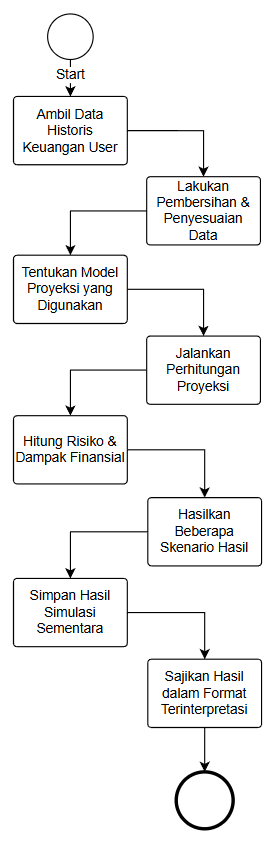 Start
Ambil Data
Historis
Keuangan User
Lakukan
Pembersihan &
Penyesuaian
Data
Tentukan Model
Proyeksi yang
Digunakan
Jalankan
Perhitungan
Proyeksi
Hitung Risiko &
Dampak Finansial
Hasilkan
Beberapa
Skenario Hasil
Simpan Hasil
Simulasi
Sementara
Sajikan Hasil
dalam Format
Terinterpretasi